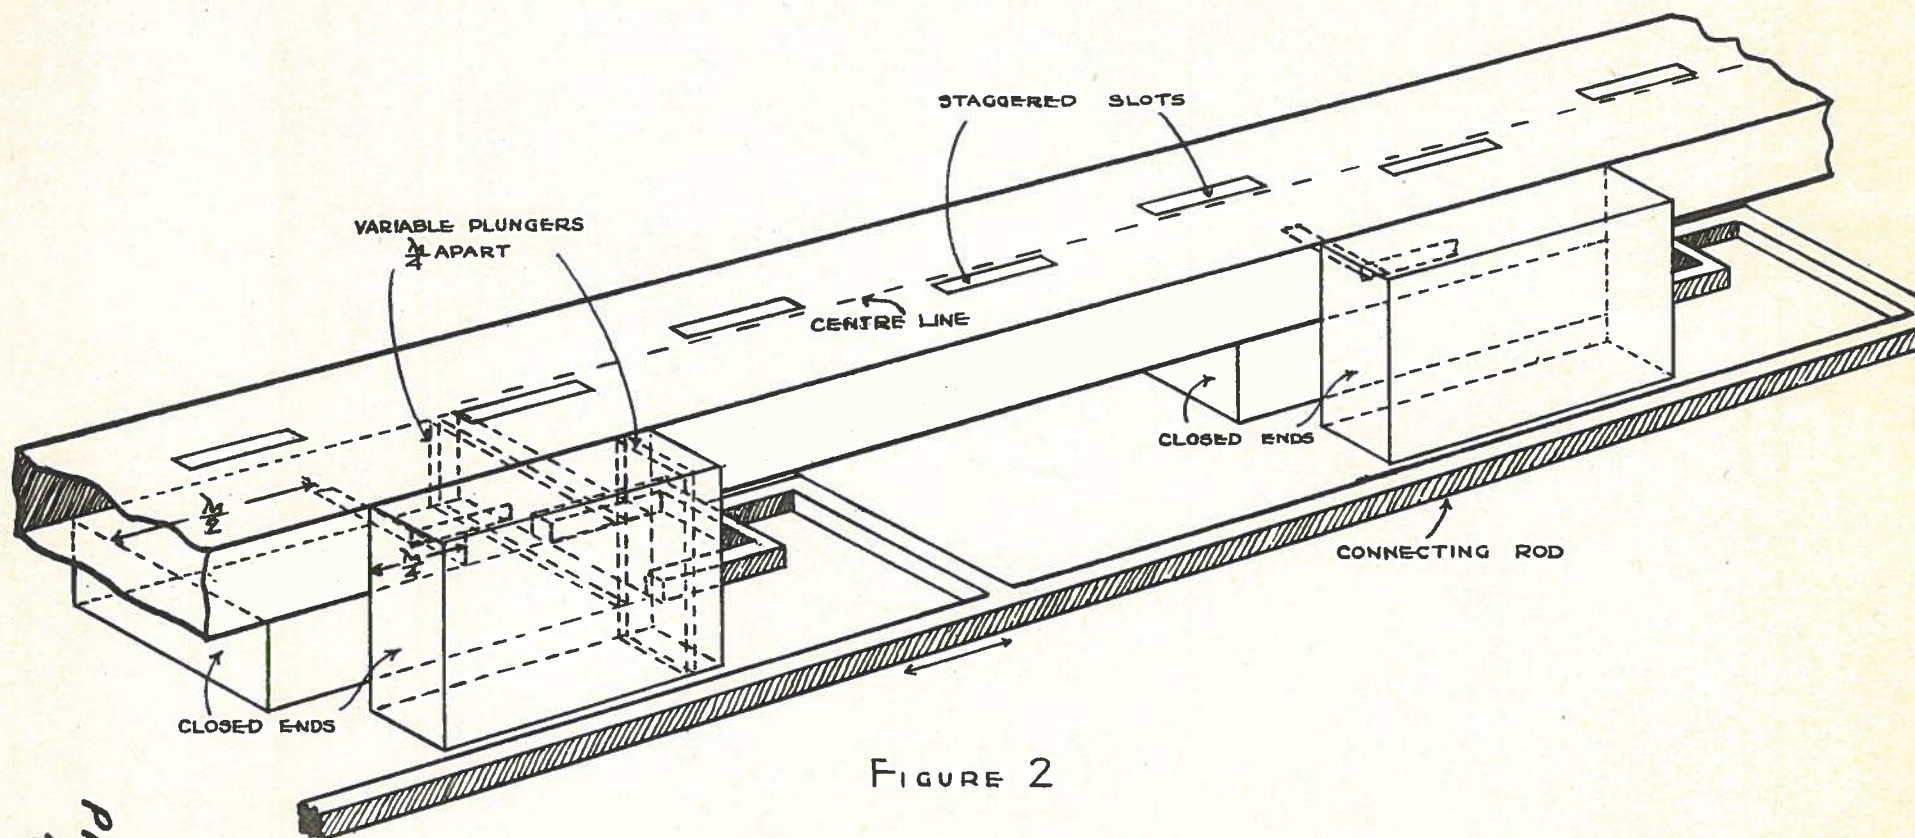 STAGGERED SLOTS
VARIABLE PLUNGERS
λ/4 APART
CENTRE LINE
CLOSED ENDS
λ/2
λ/4
CONNECTING ROD
CLOSED ENDS
FIGURE 2